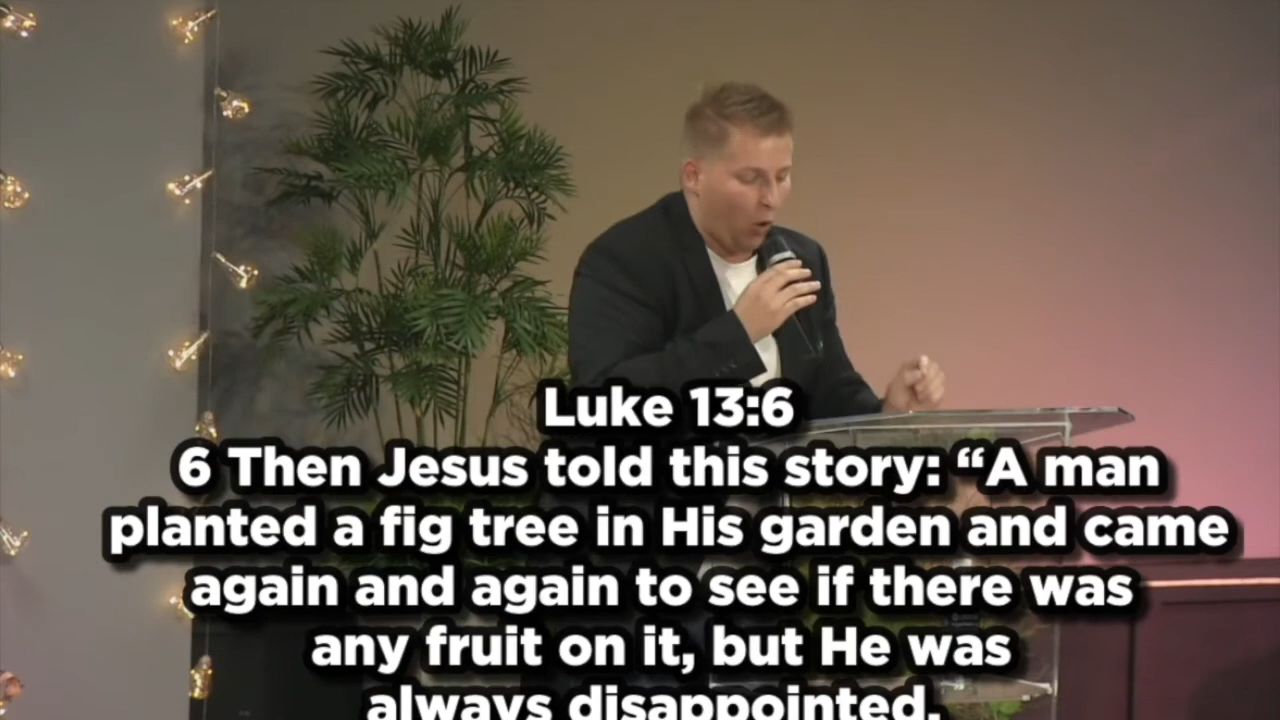 Luke 13:6
6 Then Jesus told this story: “A man
planted a fig tree in His garden and came
again and again to see if there was
any fruit on it, but He was
always disappointed.